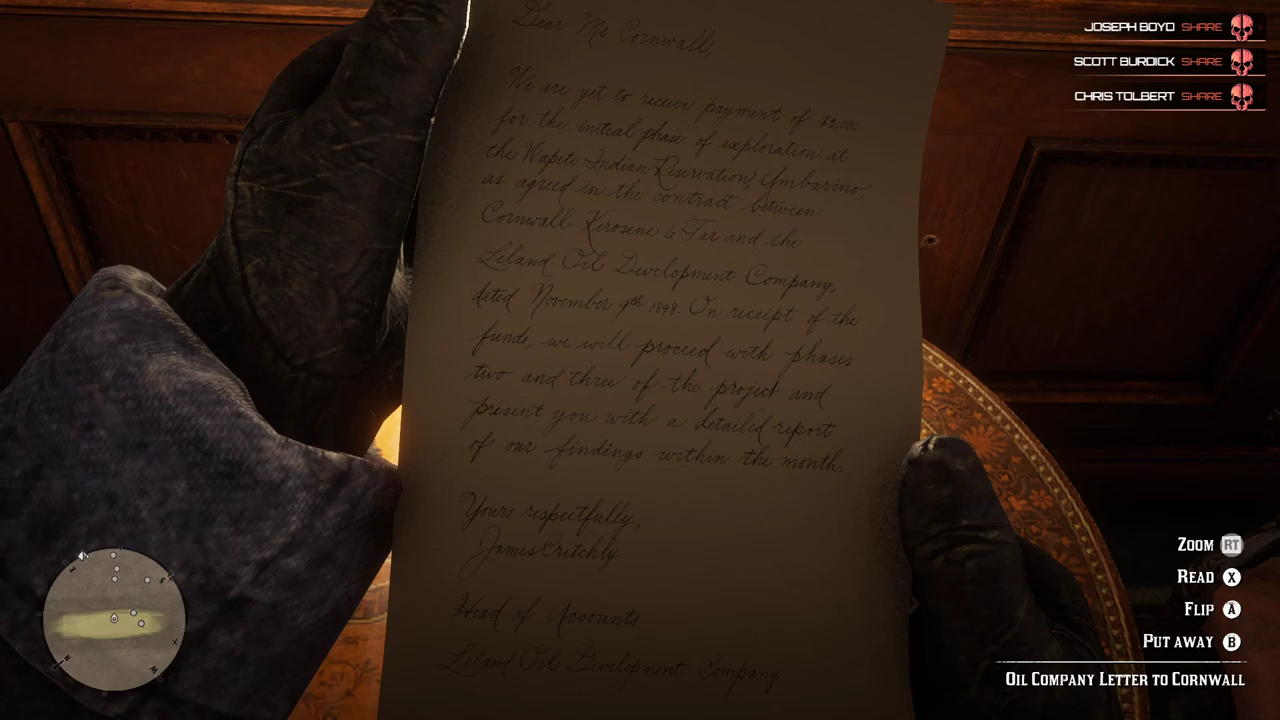 Dear Mr Cornwall,
We are yet to receive payment of $3,000
for the initial phase of exploration at
the Wapiti Indian Reservation, Ambarino,
as agreed in the contract between
Cornwall Kerosene & Tar and the
Leland Oil Development Company,
dated November 9th 1898. On receipt of the
funds, we will proceed with phases
two and three of the project and
present you with a detailed report
of our findings within the month.
Yours respectfully,
James Critchly
Head of Accounts
Leland Oil Development Company
JOSEPH BOYD SHARE
SCOTT BURDICK SHARE
CHRIS TOLBERT SHARE
ZOOM RT
READ X
FLIP A
PUT AWAY B
OIL COMPANY LETTER TO CORNWALL